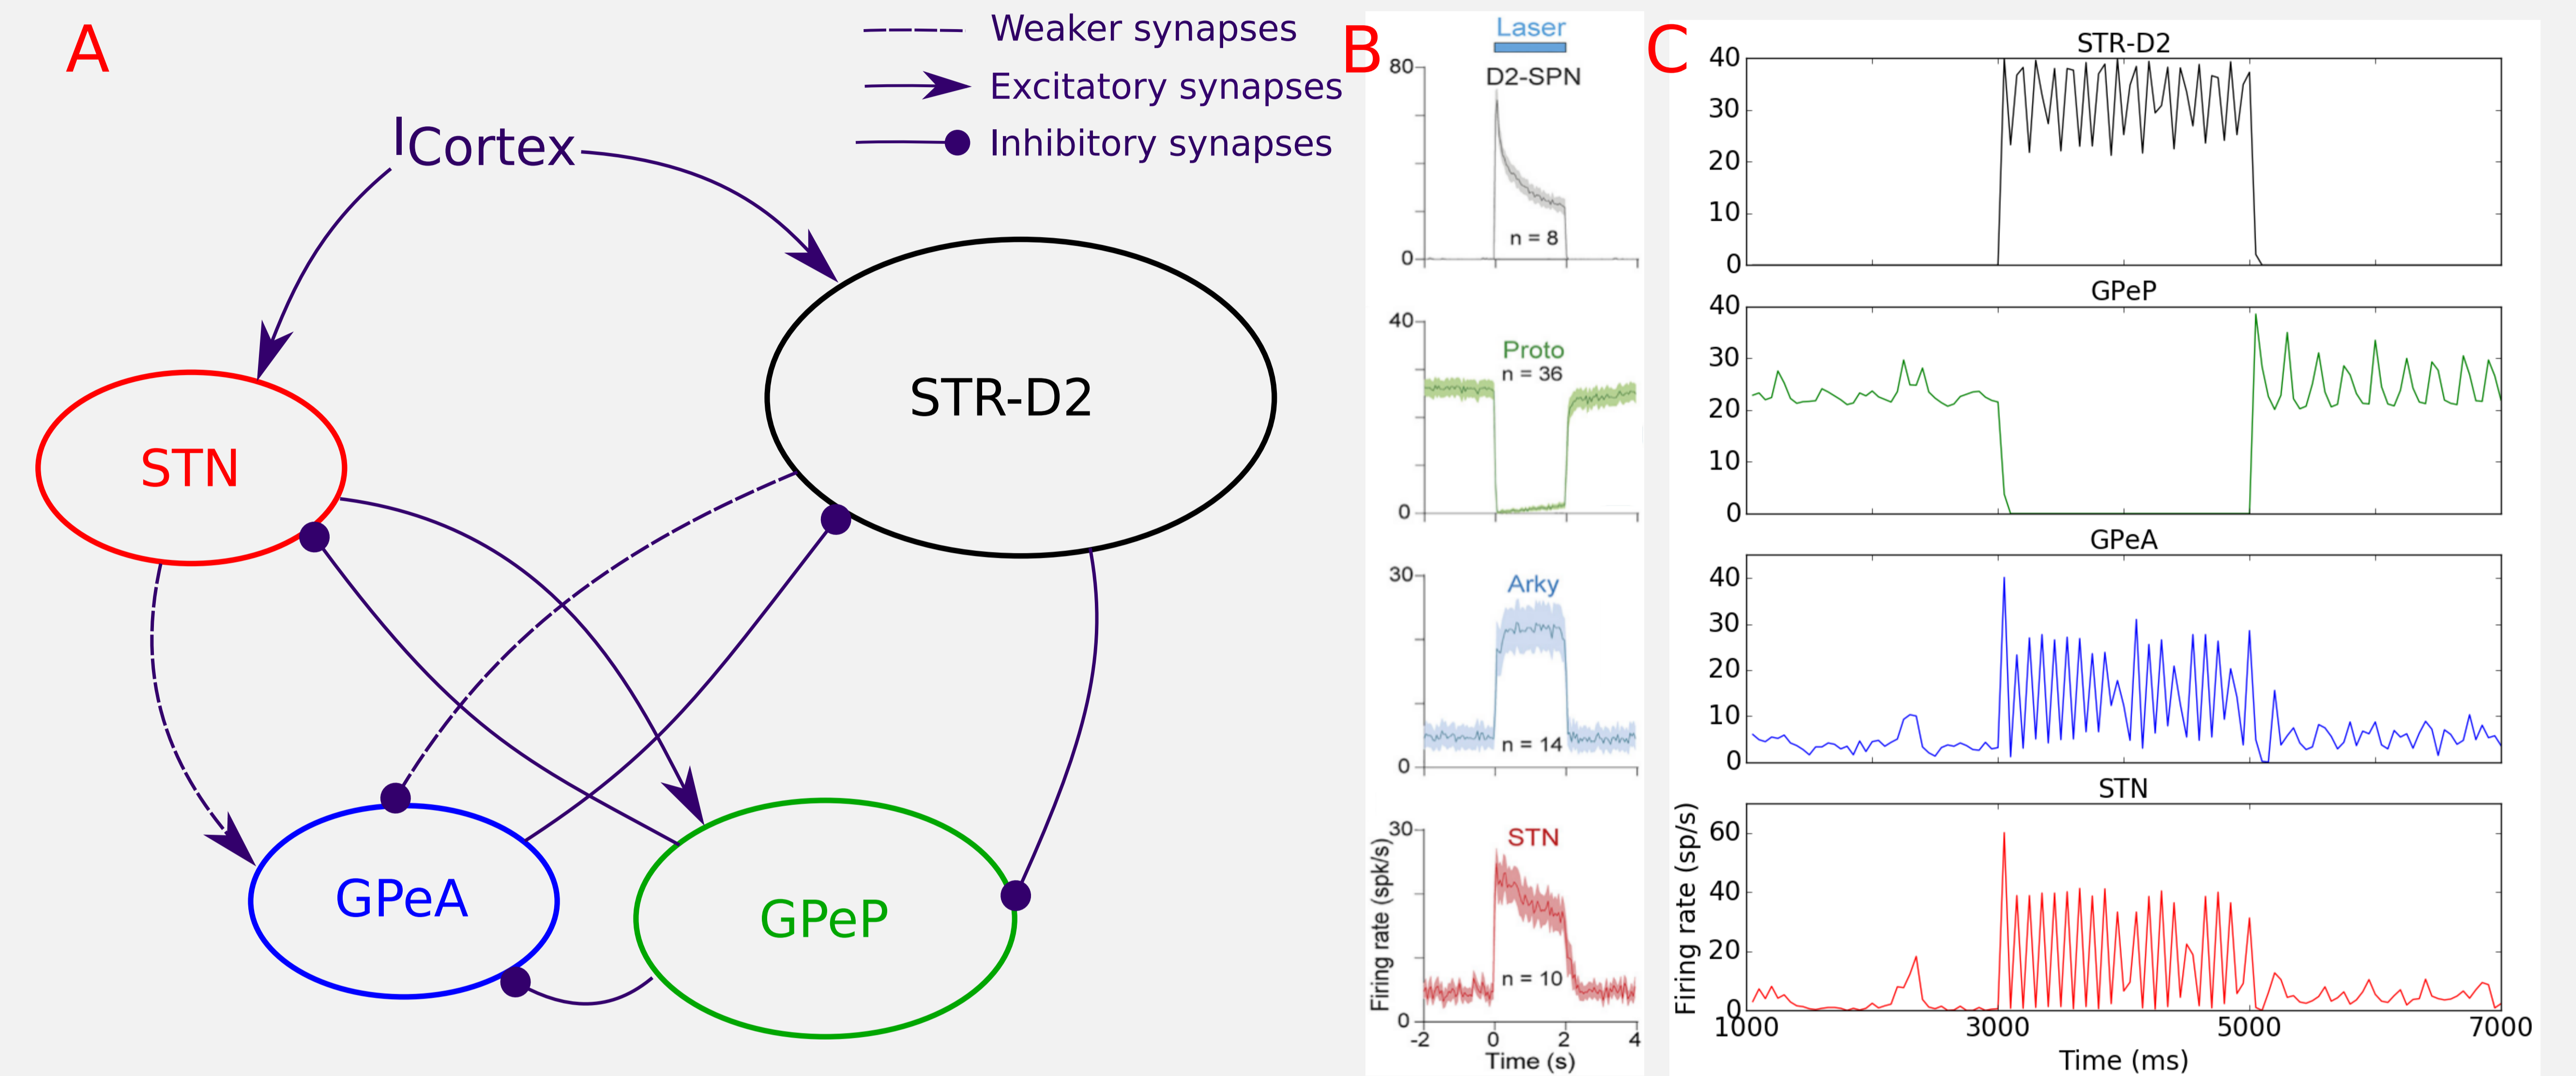 A
Weaker synapses
Excitatory synapses
Inhibitory synapses
ICortex
STR-D2
STN
GPeA
GPeP
B
Laser
80
D2-SPN
n = 8
0
40
Proto
n = 36
0
30
Arky
n = 14
0
30
STN
n = 10
0
Firing rate (spk/s)
-2 0 2 4
Time (s)
C
STR-D2
40
30
20
10
0
GPeP
40
30
20
10
0
GPeA
40
30
20
10
0
STN
60
40
20
0
Firing rate (sp/s)
1000 3000 5000 7000
Time (ms)